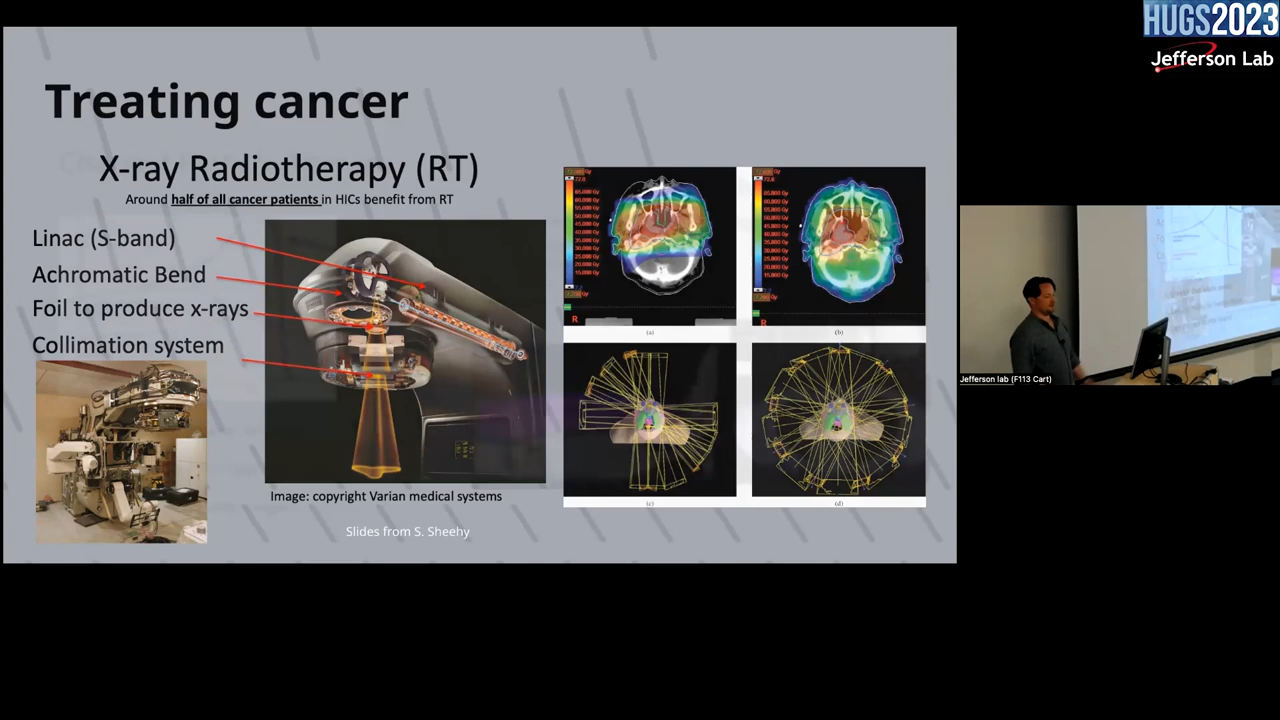 HUGS2023
Jefferson Lab
Treating cancer
X-ray Radiotherapy (RT)
Around half of all cancer patients in HICs benefit from RT
Linac (S-band)
Achromatic Bend
Foil to produce x-rays
Collimation system
Image: copyright Varian medical systems
Slides from S. Sheehy
R
R
(a)
(b)
(c)
(d)
Jefferson lab (F113 Cart)